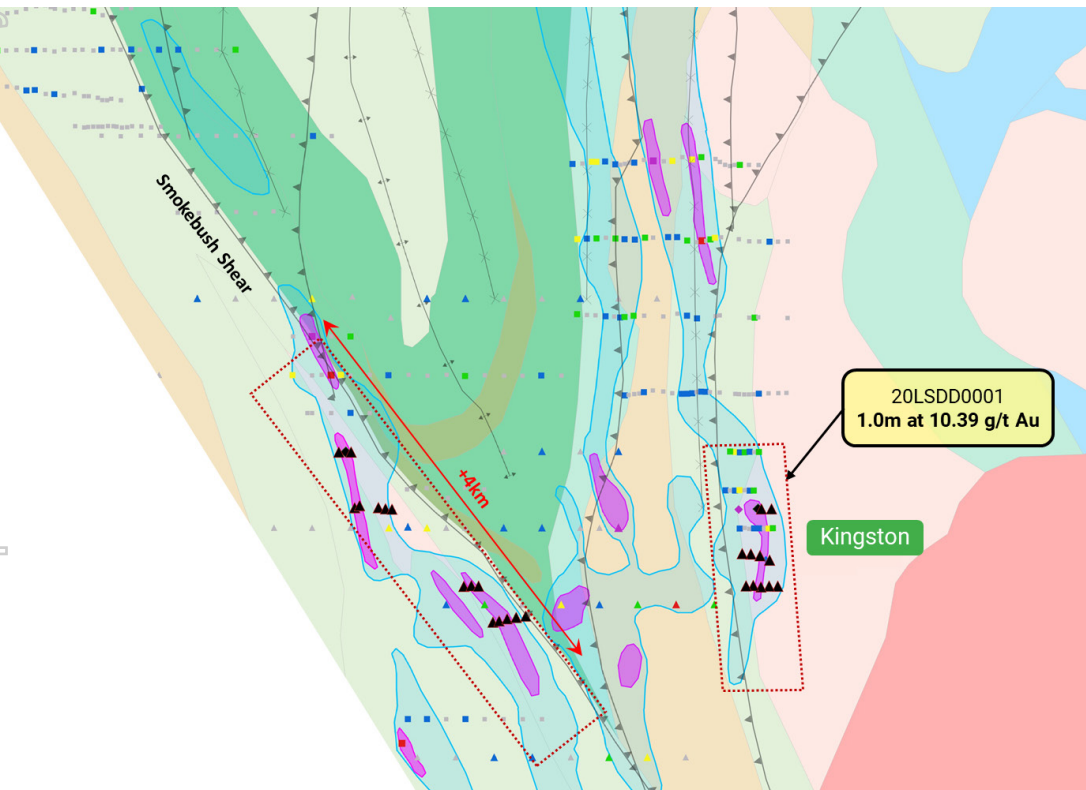 Smokebush Shear
20LSDD0001
1.0m at 10.39 g/t Au
+4km
Kingston